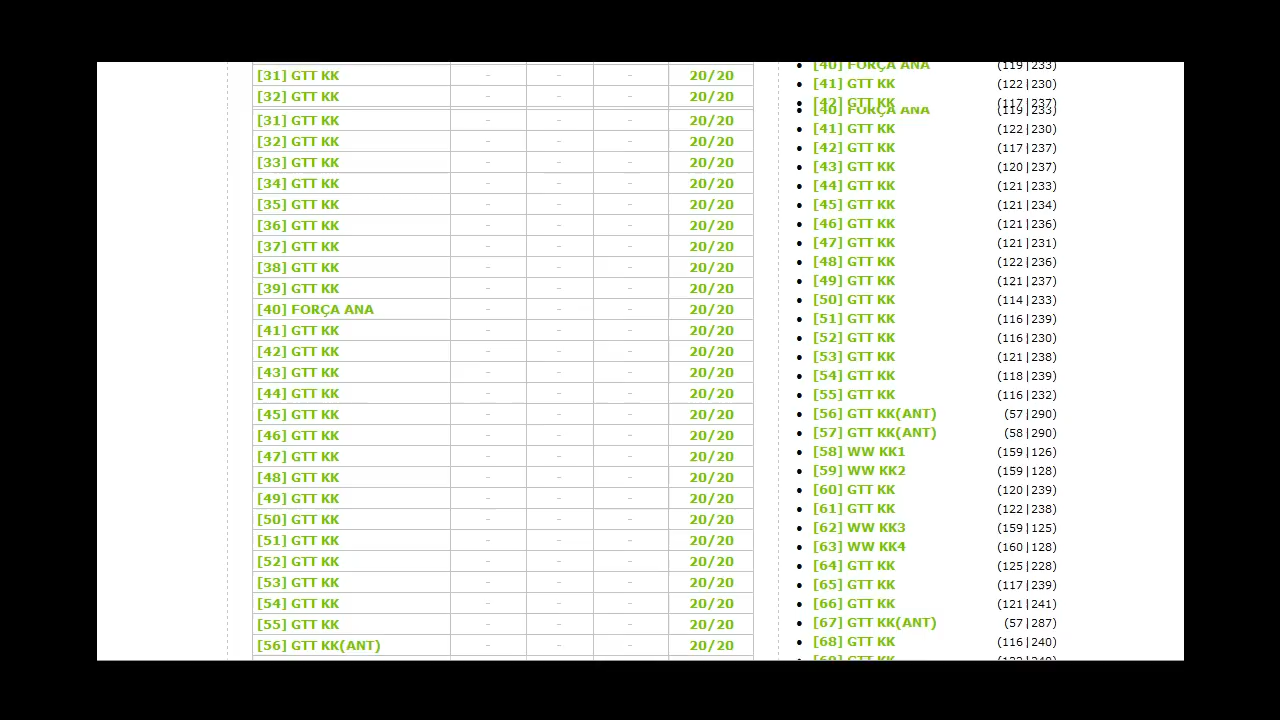 [31] GTT KK - - - 20/20
[32] GTT KK - - - 20/20
[31] GTT KK - - - 20/20
[32] GTT KK - - - 20/20
[33] GTT KK - - - 20/20
[34] GTT KK - - - 20/20
[35] GTT KK - - - 20/20
[36] GTT KK - - - 20/20
[37] GTT KK - - - 20/20
[38] GTT KK - - - 20/20
[39] GTT KK - - - 20/20
[40] FORÇA ANA - - - 20/20
[41] GTT KK - - - 20/20
[42] GTT KK - - - 20/20
[43] GTT KK - - - 20/20
[44] GTT KK - - - 20/20
[45] GTT KK - - - 20/20
[46] GTT KK - - - 20/20
[47] GTT KK - - - 20/20
[48] GTT KK - - - 20/20
[49] GTT KK - - - 20/20
[50] GTT KK - - - 20/20
[51] GTT KK - - - 20/20
[52] GTT KK - - - 20/20
[53] GTT KK - - - 20/20
[54] GTT KK - - - 20/20
[55] GTT KK - - - 20/20
[56] GTT KK(ANT) - - - 20/20
• [40] FORÇA ANA (119|233)
• [41] GTT KK (122|230)
• [42] GTT KK (117|237)
• [40] FORÇA ANA (119|233)
• [41] GTT KK (122|230)
• [42] GTT KK (117|237)
• [43] GTT KK (120|237)
• [44] GTT KK (121|233)
• [45] GTT KK (121|234)
• [46] GTT KK (121|236)
• [47] GTT KK (121|231)
• [48] GTT KK (122|236)
• [49] GTT KK (121|237)
• [50] GTT KK (114|233)
• [51] GTT KK (116|239)
• [52] GTT KK (116|230)
• [53] GTT KK (121|238)
• [54] GTT KK (118|239)
• [55] GTT KK (116|232)
• [56] GTT KK(ANT) (57|290)
• [57] GTT KK(ANT) (58|290)
• [58] WW KK1 (159|126)
• [59] WW KK2 (159|128)
• [60] GTT KK (120|239)
• [61] GTT KK (122|238)
• [62] WW KK3 (159|125)
• [63] WW KK4 (160|128)
• [64] GTT KK (125|228)
• [65] GTT KK (117|239)
• [66] GTT KK (121|241)
• [67] GTT KK(ANT) (57|287)
• [68] GTT KK (116|240)